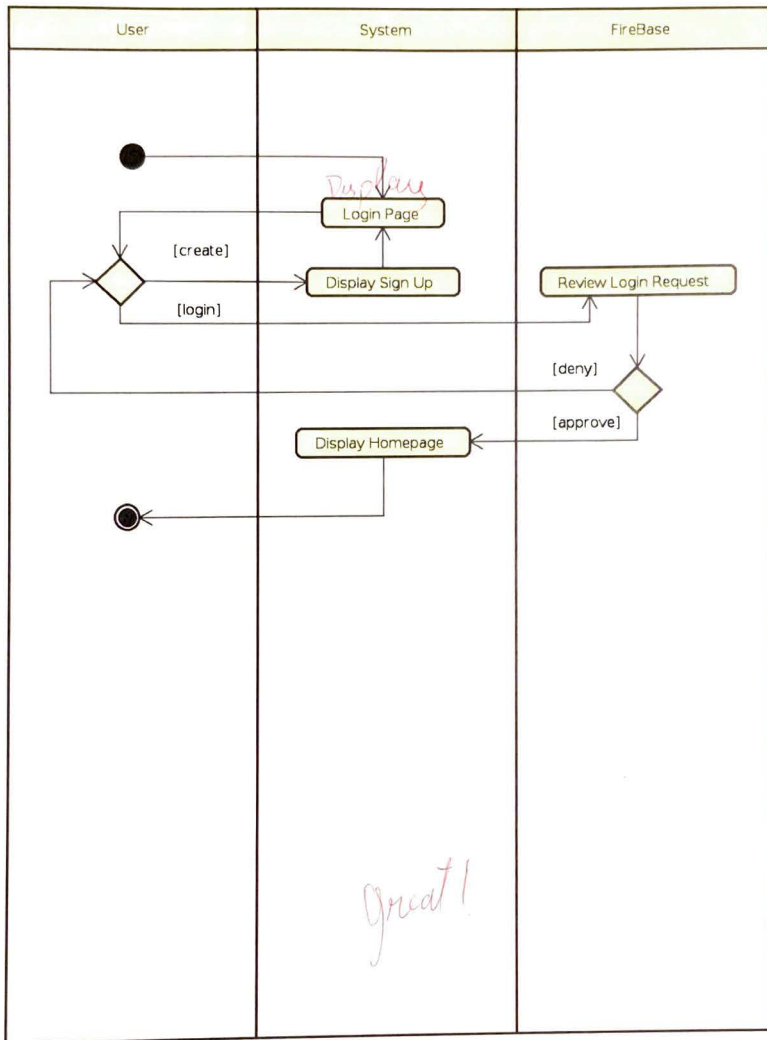 User
System
FireBase
Display
Login Page
[create]
Display Sign Up
Review Login Request
[login]
[deny]
[approve]
Display Homepage
Great!